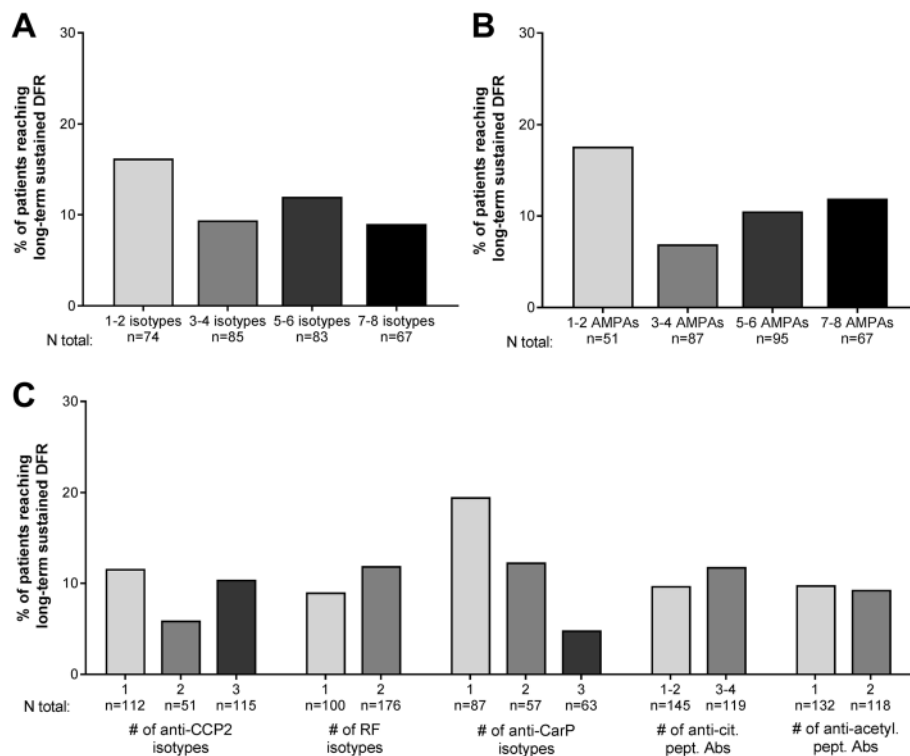 A
% of patients reaching
long-term sustained DFR
30
20
10
0
1-2 isotypes 3-4 isotypes 5-6 isotypes 7-8 isotypes
N total: n=74 n=85 n=83 n=67
B
% of patients reaching
long-term sustained DFR
30
20
10
0
1-2 AMPAs 3-4 AMPAs 5-6 AMPAs 7-8 AMPAs
N total: n=51 n=87 n=95 n=67
C
% of patients reaching
long-term sustained DFR
30
20
10
0
1 2 3 1 2 1 2 3 1-2 3-4 1 2
N total: n=112 n=51 n=115 n=100 n=176 n=87 n=57 n=63 n=145 n=119 n=132 n=118
# of anti-CCP2 # of RF # of anti-CarP # of anti-cit. # of anti-acetyl.
isotypes isotypes isotypes pept. Abs pept. Abs